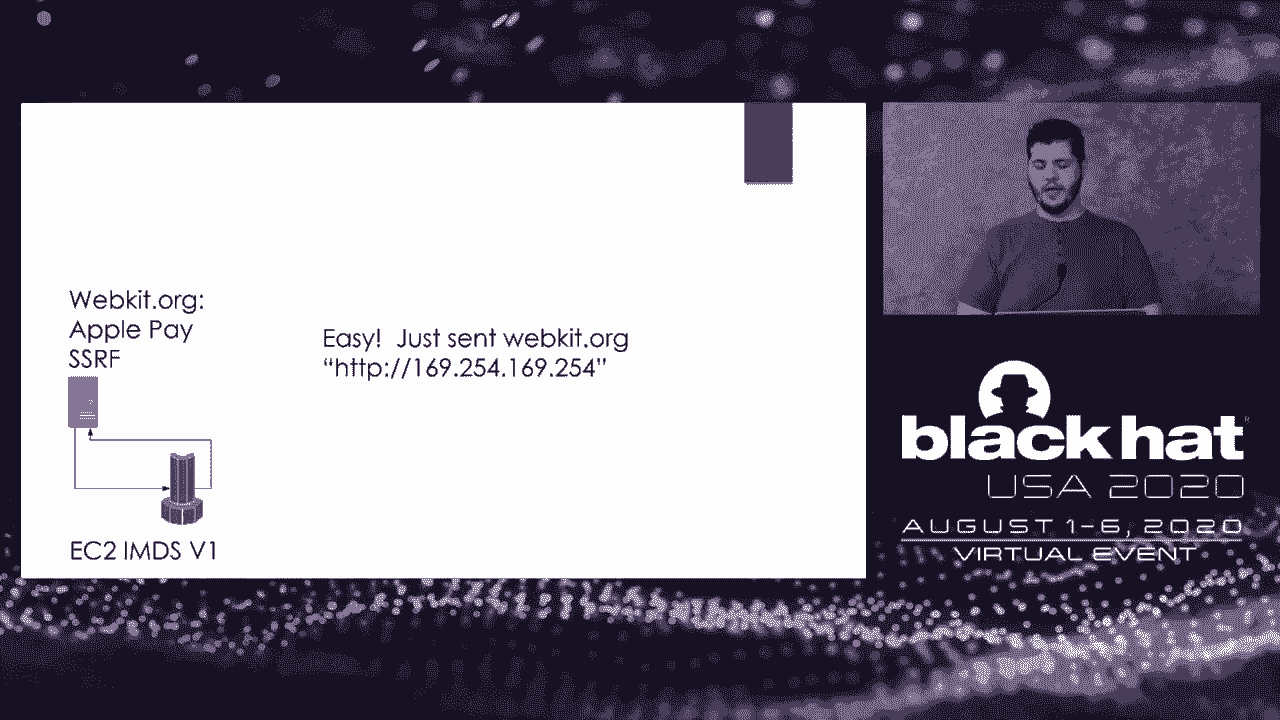 Webkit.org:
Apple Pay
SSRF
Easy!  Just sent webkit.org
“http://169.254.169.254”
EC2 IMDS V1
black hat®
USA 2020
AUGUST 1-6, 2020
VIRTUAL EVENT